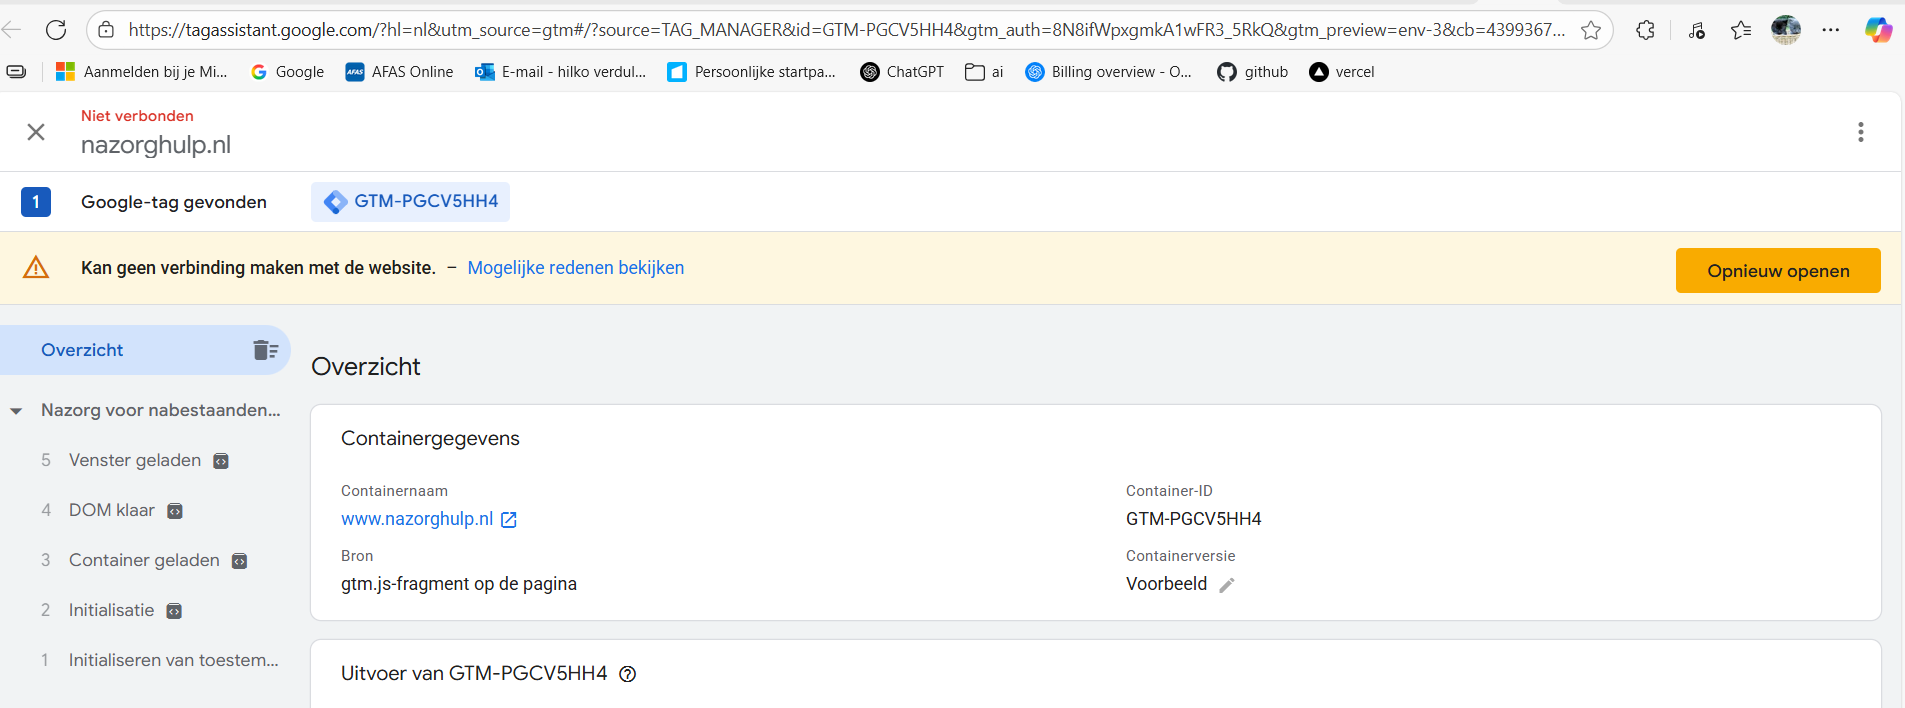 https://tagassistant.google.com/?hl=nl&utm_source=gtm#/?source=TAG_MANAGER&id=GTM-PGCV5HH4&gtm_auth=8N8ifWpxgmkA1wFR3_5RkQ&gtm_preview=env-3&cb=4399367...
Aanmelden bij je Mi... Google AFAS Online E-mail - hilko verdul... Persoonlijke startpa... ChatGPT ai Billing overview - O... github vercel
Niet verbonden
nazorghulp.nl
1 Google-tag gevonden GTM-PGCV5HH4
Kan geen verbinding maken met de website. – Mogelijke redenen bekijken Opnieuw openen
Overzicht
Nazorg voor nabestaanden...
5 Venster geladen
4 DOM klaar
3 Container geladen
2 Initialisatie
1 Initialiseren van toestem...
Overzicht
Containergegevens
Containernaam Container-ID
www.nazorghulp.nl GTM-PGCV5HH4
Bron Containerversie
gtm.js-fragment op de pagina Voorbeeld
Uitvoer van GTM-PGCV5HH4